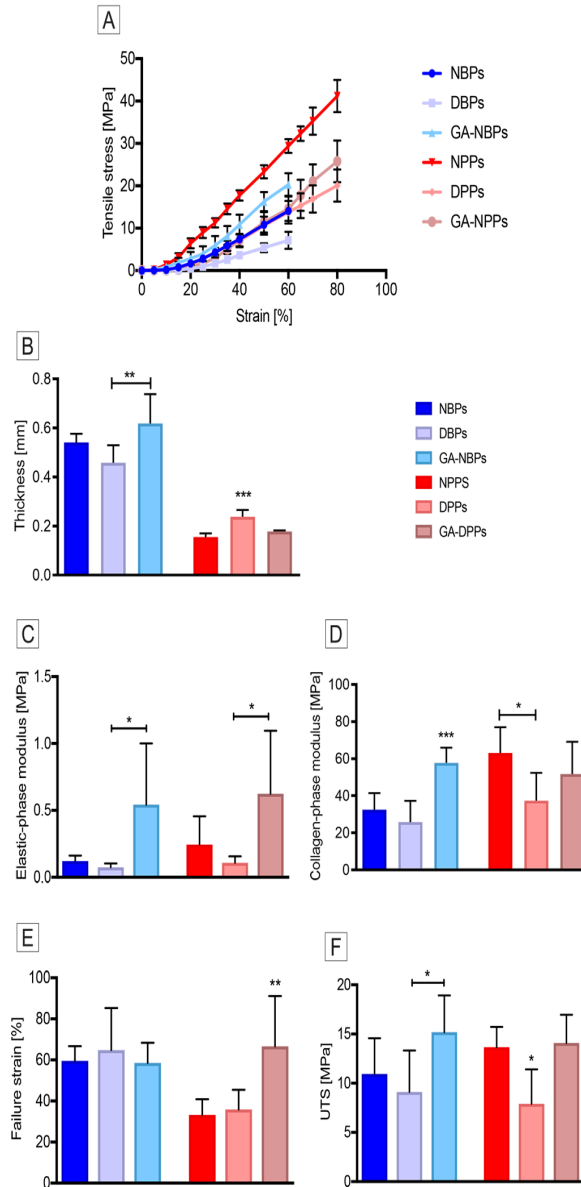 A
Tensile stress [MPa]
50
40
30
20
10
0
0 20 40 60 80 100
Strain [%]
NBPs
DBPs
GA-NBPs
NPPs
DPPs
GA-NPPs
B
Thickness [mm]
0.8
0.6
0.4
0.2
0.0
**
***
NBPs
DBPs
GA-NBPs
NPPS
DPPs
GA-DPPs
C
Elastic-phase modulus [MPa]
1.5
1.0
0.5
0.0
*
*
D
Collagen-phase modulus [MPa]
100
80
60
40
20
0
***
*
E
Failure strain [%]
100
80
60
40
20
0
**
F
UTS [MPa]
20
15
10
5
0
*
*